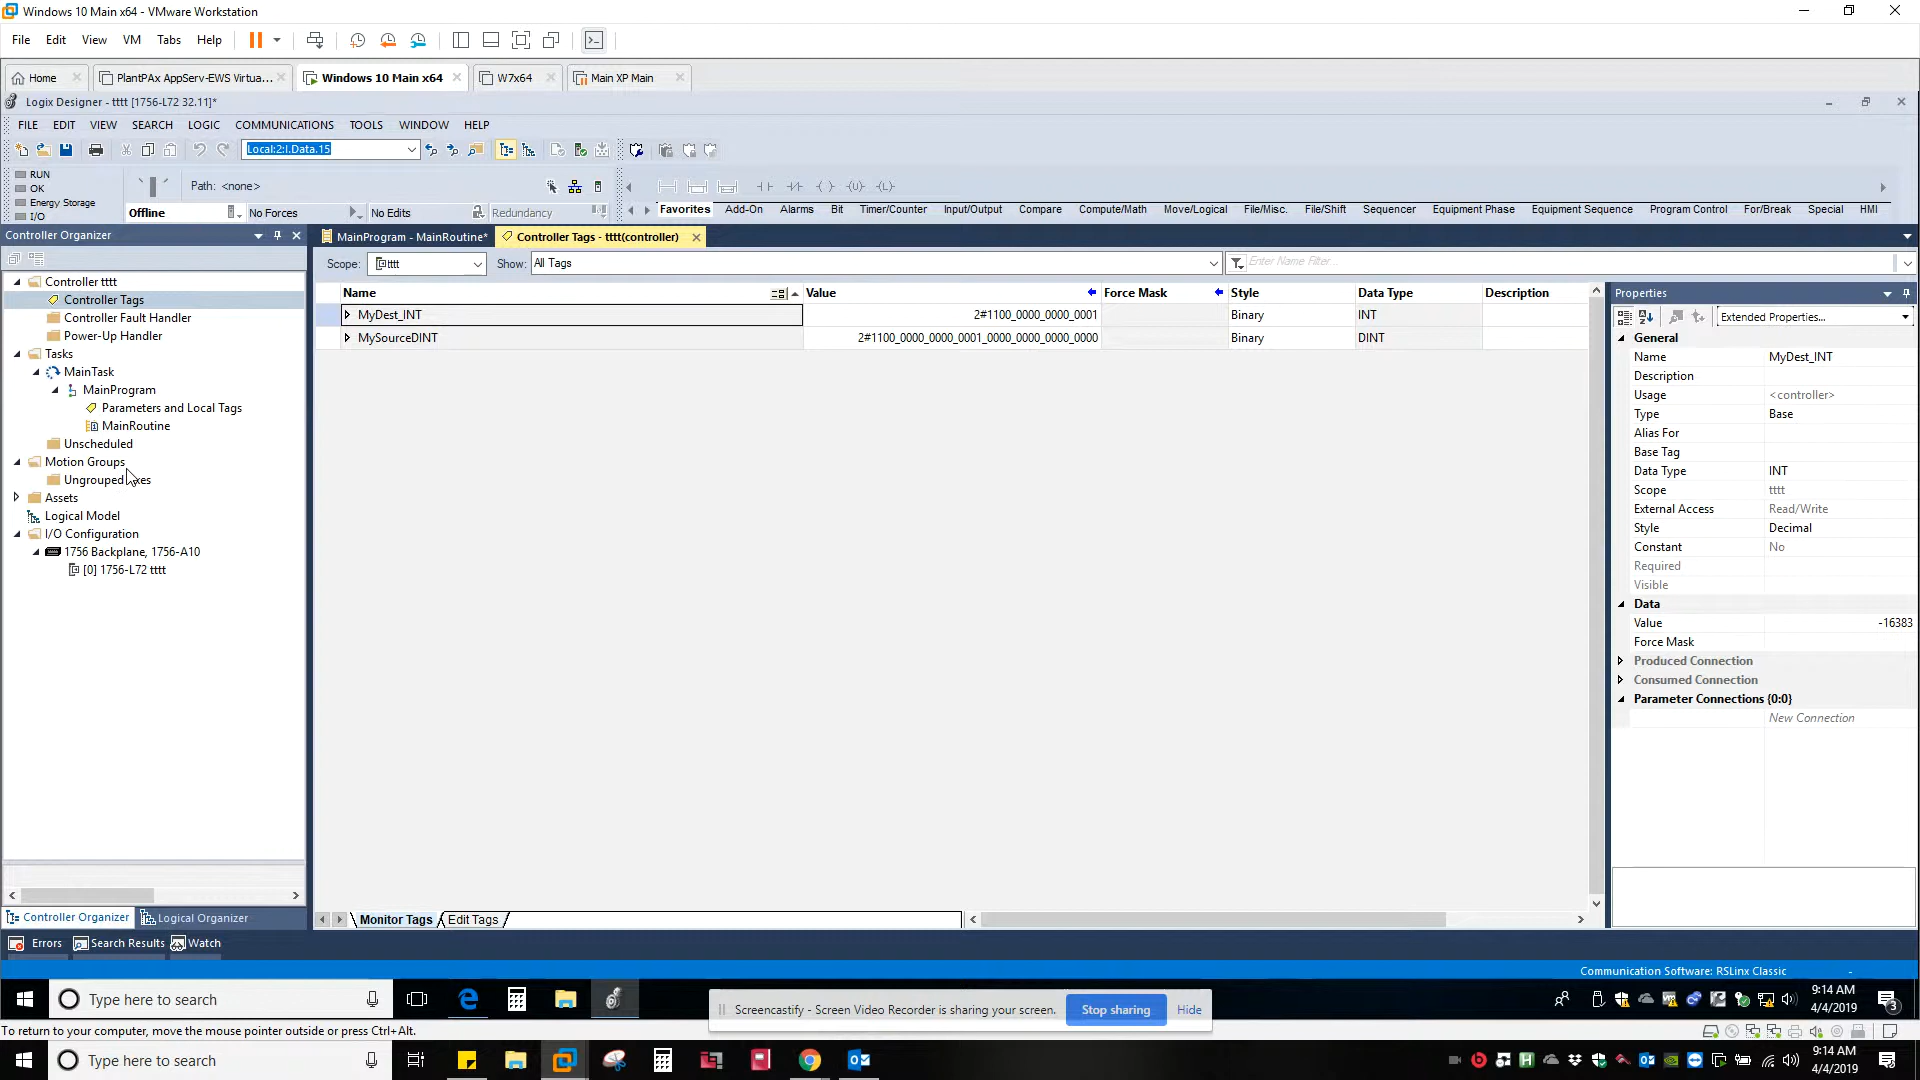 Windows 10 Main x64 - VMware Workstation
File Edit View VM Tabs Help
Home PlantPAx AppServ-EWS Virtua... Windows 10 Main x64 W7x64 Main XP Main
Logix Designer - tttt [1756-L72 32.11]*
FILE EDIT VIEW SEARCH LOGIC COMMUNICATIONS TOOLS WINDOW HELP
Local:2:I.Data.15
RUN
OK
Energy Storage
I/O
Path: <none>
Offline No Forces No Edits Redundancy
Favorites Add-On Alarms Bit Timer/Counter Input/Output Compare Compute/Math Move/Logical File/Misc. File/Shift Sequencer Equipment Phase Equipment Sequence Program Control For/Break Special HMI
Controller Organizer
MainProgram - MainRoutine* Controller Tags - tttt(controller)
Scope: tttt Show: All Tags Enter Name Filter...
Controller tttt
Controller Tags
Controller Fault Handler
Power-Up Handler
Tasks
MainTask
MainProgram
Parameters and Local Tags
MainRoutine
Unscheduled
Motion Groups
Ungrouped Axes
Assets
Logical Model
I/O Configuration
1756 Backplane, 1756-A10
[0] 1756-L72 tttt
Controller Organizer Logical Organizer
Name Value Force Mask Style Data Type Description
MyDest_INT 2#1100_0000_0000_0001 Binary INT
MySourceDINT 2#1100_0000_0000_0001_0000_0000_0000_0000 Binary DINT
Monitor Tags Edit Tags
Properties
Extended Properties...
General
Name MyDest_INT
Description
Usage <controller>
Type Base
Alias For
Base Tag
Data Type INT
Scope tttt
External Access Read/Write
Style Decimal
Constant No
Required
Visible
Data
Value -16383
Force Mask
Produced Connection
Consumed Connection
Parameter Connections {0:0}
New Connection
Errors Search Results Watch
Communication Software: RSLinx Classic
Type here to search
9:14 AM
4/4/2019
3
Screencastify - Screen Video Recorder is sharing your screen. Stop sharing Hide
To return to your computer, move the mouse pointer outside or press Ctrl+Alt.
Type here to search
9:14 AM
4/4/2019